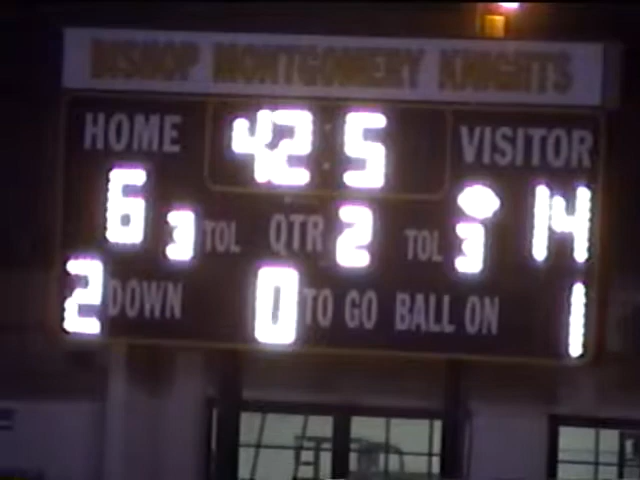 BISHOP MONTGOMERY KNIGHTS
HOME 42:5 VISITOR
6 3 TOL QTR 2 TOL 3 14
2 DOWN 0 TO GO BALL ON 1